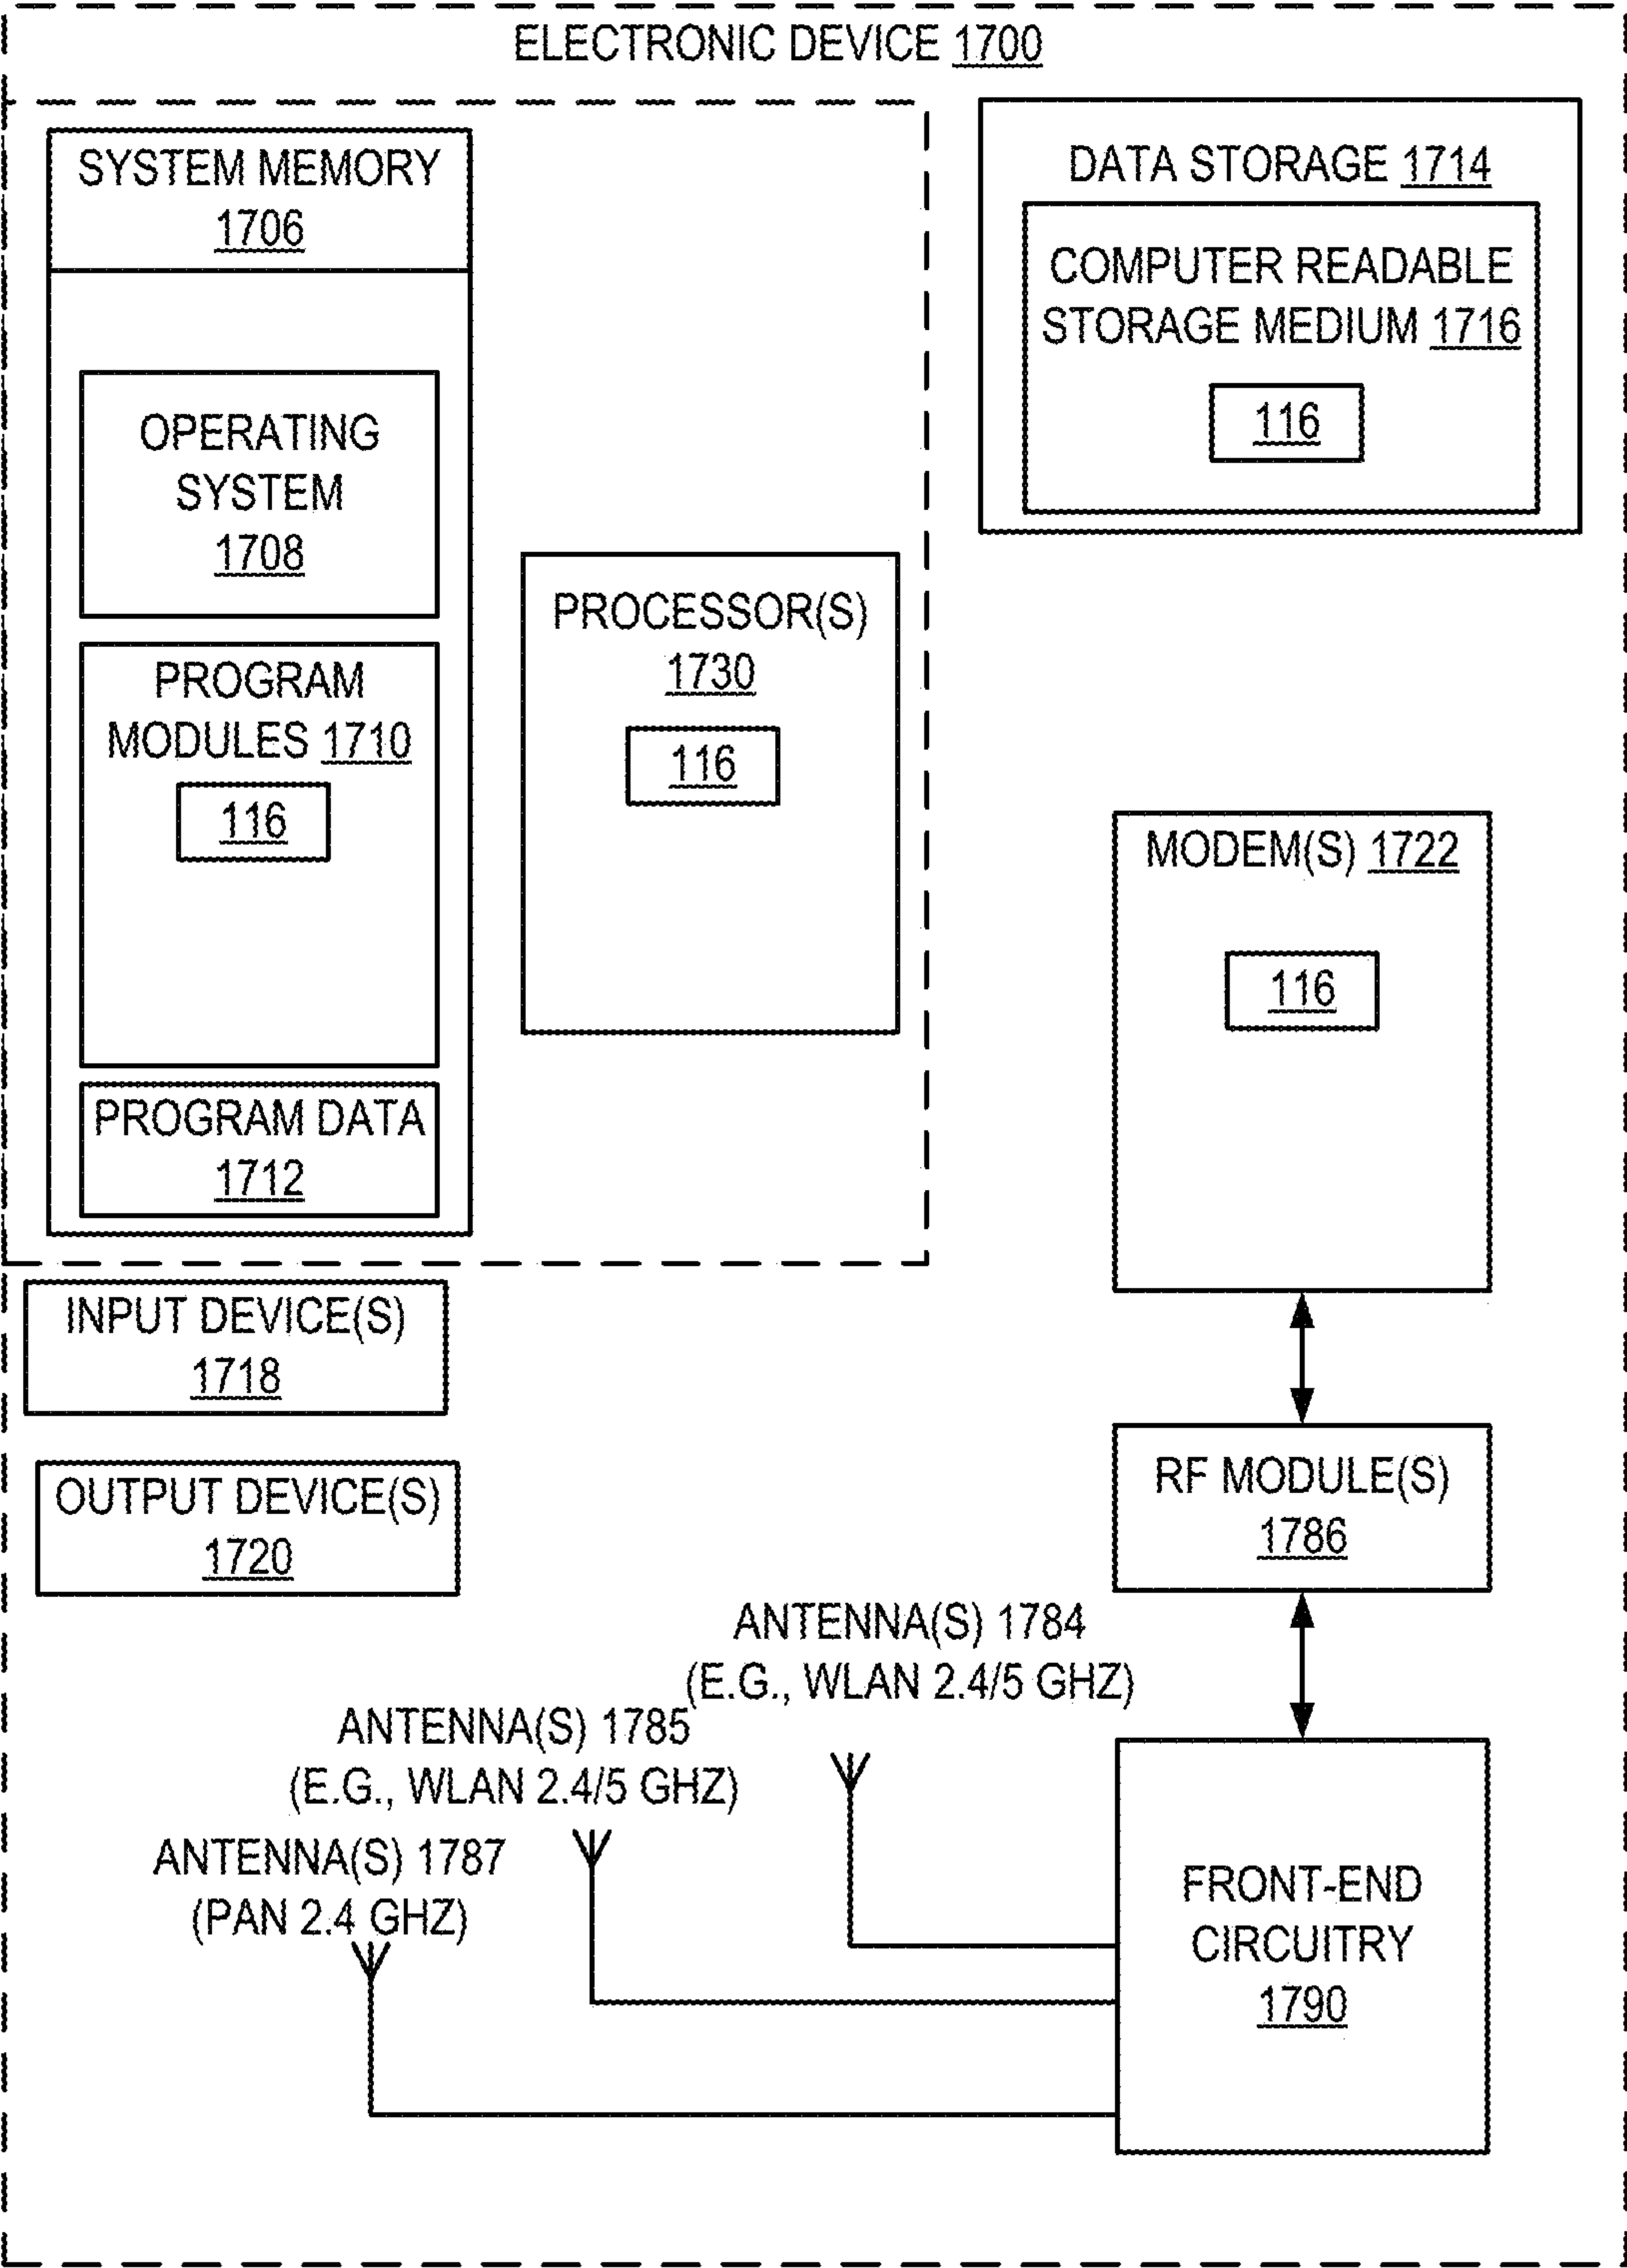 ELECTRONIC DEVICE 1700
SYSTEM MEMORY
1706
OPERATING
SYSTEM
1708
PROGRAM
MODULES 1710
116
PROGRAM DATA
1712
PROCESSOR(S)
1730
116
DATA STORAGE 1714
COMPUTER READABLE
STORAGE MEDIUM 1716
116
MODEM(S) 1722
116
INPUT DEVICE(S)
1718
OUTPUT DEVICE(S)
1720
RF MODULE(S)
1786
ANTENNA(S) 1784
(E.G., WLAN 2.4/5 GHZ)
ANTENNA(S) 1785
(E.G., WLAN 2.4/5 GHZ)
ANTENNA(S) 1787
(PAN 2.4 GHZ)
FRONT-END
CIRCUITRY
1790